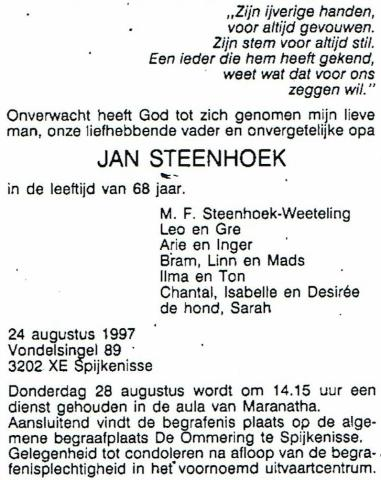 „Zijn ijverige handen,
voor altijd gevouwen.
Zijn stem voor altijd stil.
Een ieder die hem heeft gekend,
weet wat dat voor ons
zeggen wil.”
Onverwacht heeft God tot zich genomen mijn lieve
man, onze liefhebbende vader en onvergetelijke opa
JAN STEENHOEK
in de leeftijd van 68 jaar.
M. F. Steenhoek-Weeteling
Leo en Gre
Arie en Inger
Bram, Linn en Mads
Ilma en Ton
Chantal, Isabelle en Desirée
de hond, Sarah
24 augustus 1997
Vondelsingel 89
3202 XE Spijkenisse
Donderdag 28 augustus wordt om 14.15 uur een
dienst gehouden in de aula van Maranatha.
Aansluitend vindt de begrafenis plaats op de alge-
mene begraafplaats De Ommering te Spijkenisse.
Gelegenheid tot condoleren na afloop van de begra-
fenisplechtigheid in het voornoemd uitvaartcentrum.